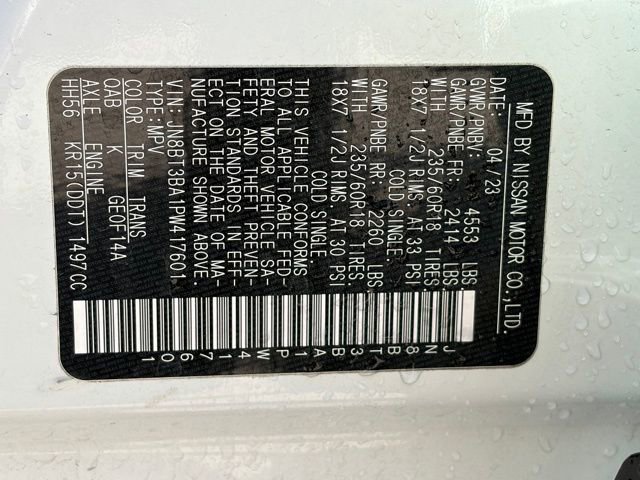 MFD BY NISSAN MOTOR CO.,LTD.
DATE: 04/23
GVWR/PNBV: 4553 LBS
GAWR/PNBE FR: 2414 LBS
WITH 235/60R18 TIRES
18X7 1/2J RIMS, AT 33 PSI
COLD SINGLE.
GAWR/PNBE RR: 2260 LBS
WITH 235/60R18 TIRES
18X7 1/2J RIMS, AT 30 PSI
COLD SINGLE.
THIS VEHICLE CONFORMS
TO ALL APPLICABLE FED-
ERAL MOTOR VEHICLE SA-
FETY AND THEFT PREVEN-
TION STANDARDS IN EFF-
ECT ON THE DATE OF MA-
NUFACTURE SHOWN ABOVE.
VIN: JN8BT3BA1PW417601
TYPE:MPV
COLOR TRIM TRANS
QAB K GE0F14A
AXLE ENGINE
HH56 KR15(DDT) 1497CC
JN8BT3BA1PW417601